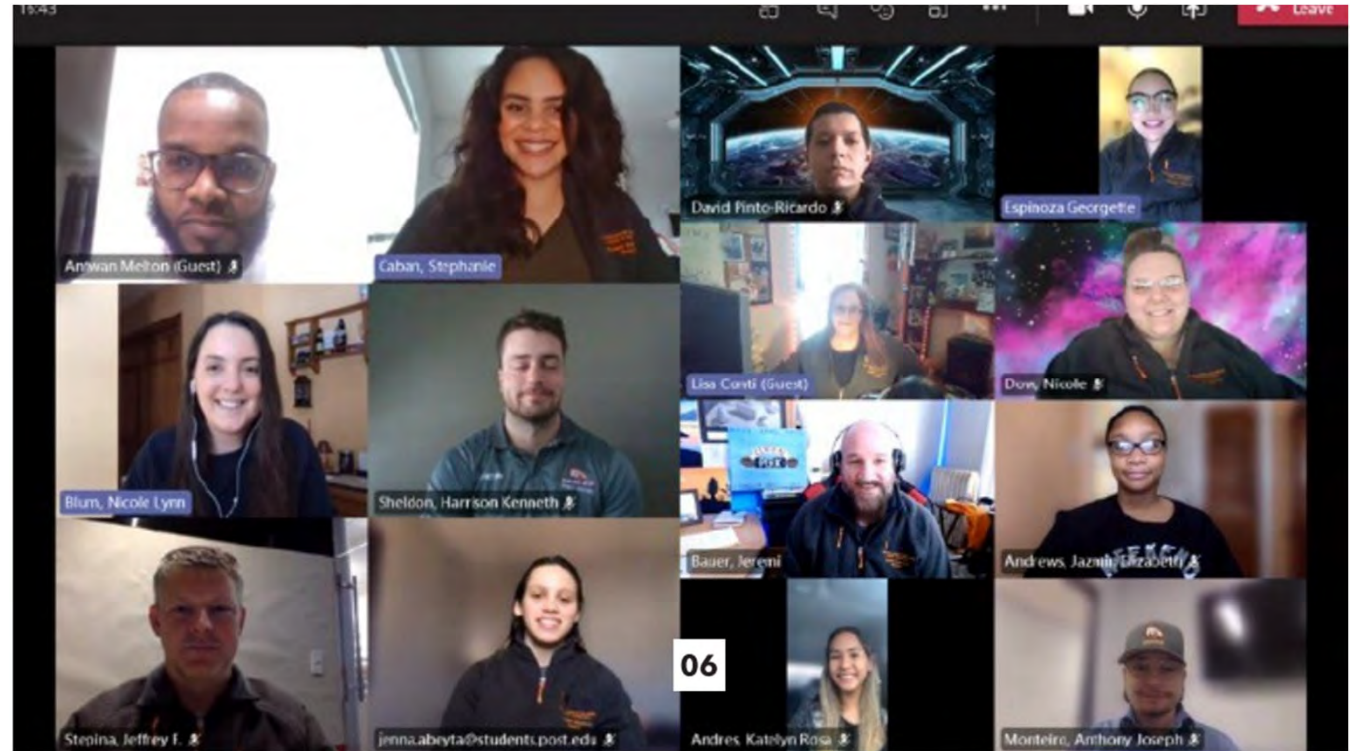 15:43
Leave
Antwan Melton (Guest)
Caban, Stephanie
David Pinto-Ricardo
Espinoza Georgette
Lisa Conti (Guest)
Dow, Nicole
Blum, Nicole Lynn
Sheldon, Harrison Kenneth
Bauer, Jeremi
Andrews, Jazmin Elizabeth
Stepina, Jeffrey F.
jenna.abeyta@students.post.edu
06
Andres, Katelyn Rosa
Monteiro, Anthony Joseph